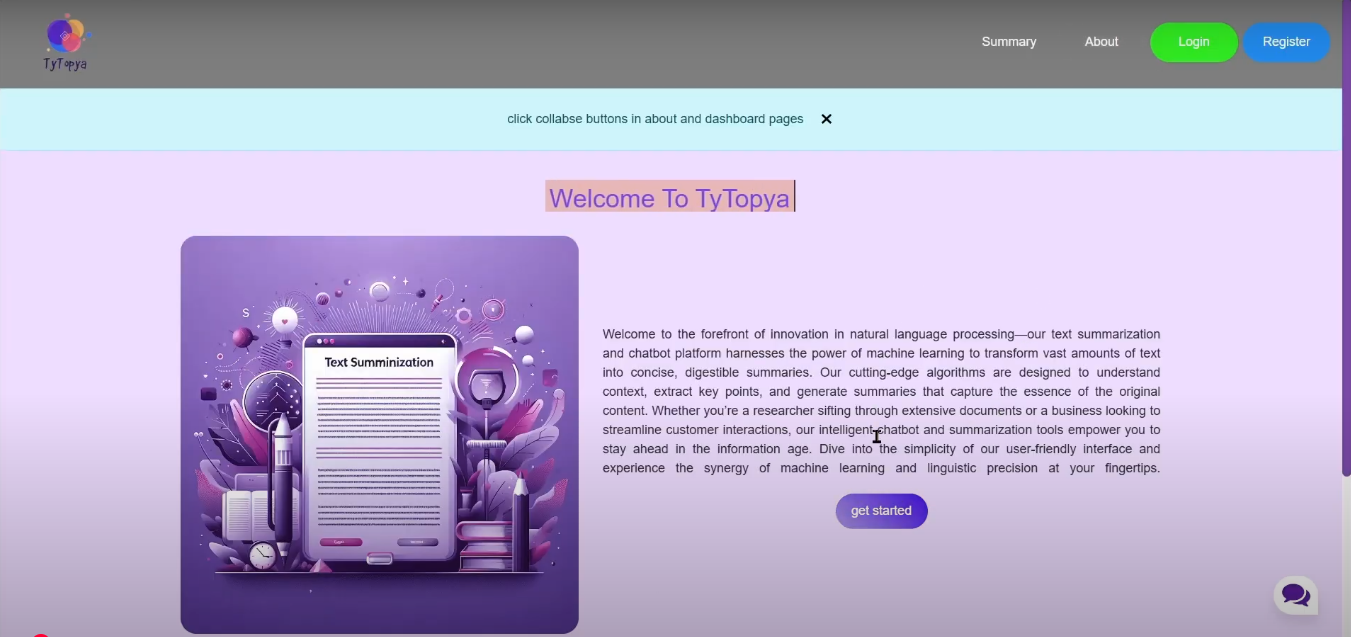 TyTopya
Summary
About
Login
Register
click collabse buttons in about and dashboard pages
Welcome To TyTopya
S
Text Summinization
Welcome to the forefront of innovation in natural language processing—our text summarization
and chatbot platform harnesses the power of machine learning to transform vast amounts of text
into concise, digestible summaries. Our cutting-edge algorithms are designed to understand
context, extract key points, and generate summaries that capture the essence of the original
content. Whether you're a researcher sifting through extensive documents or a business looking to
streamline customer interactions, our intelligent chatbot and summarization tools empower you to
stay ahead in the information age. Dive into the simplicity of our user-friendly interface and
experience the synergy of machine learning and linguistic precision at your fingertips.
get started